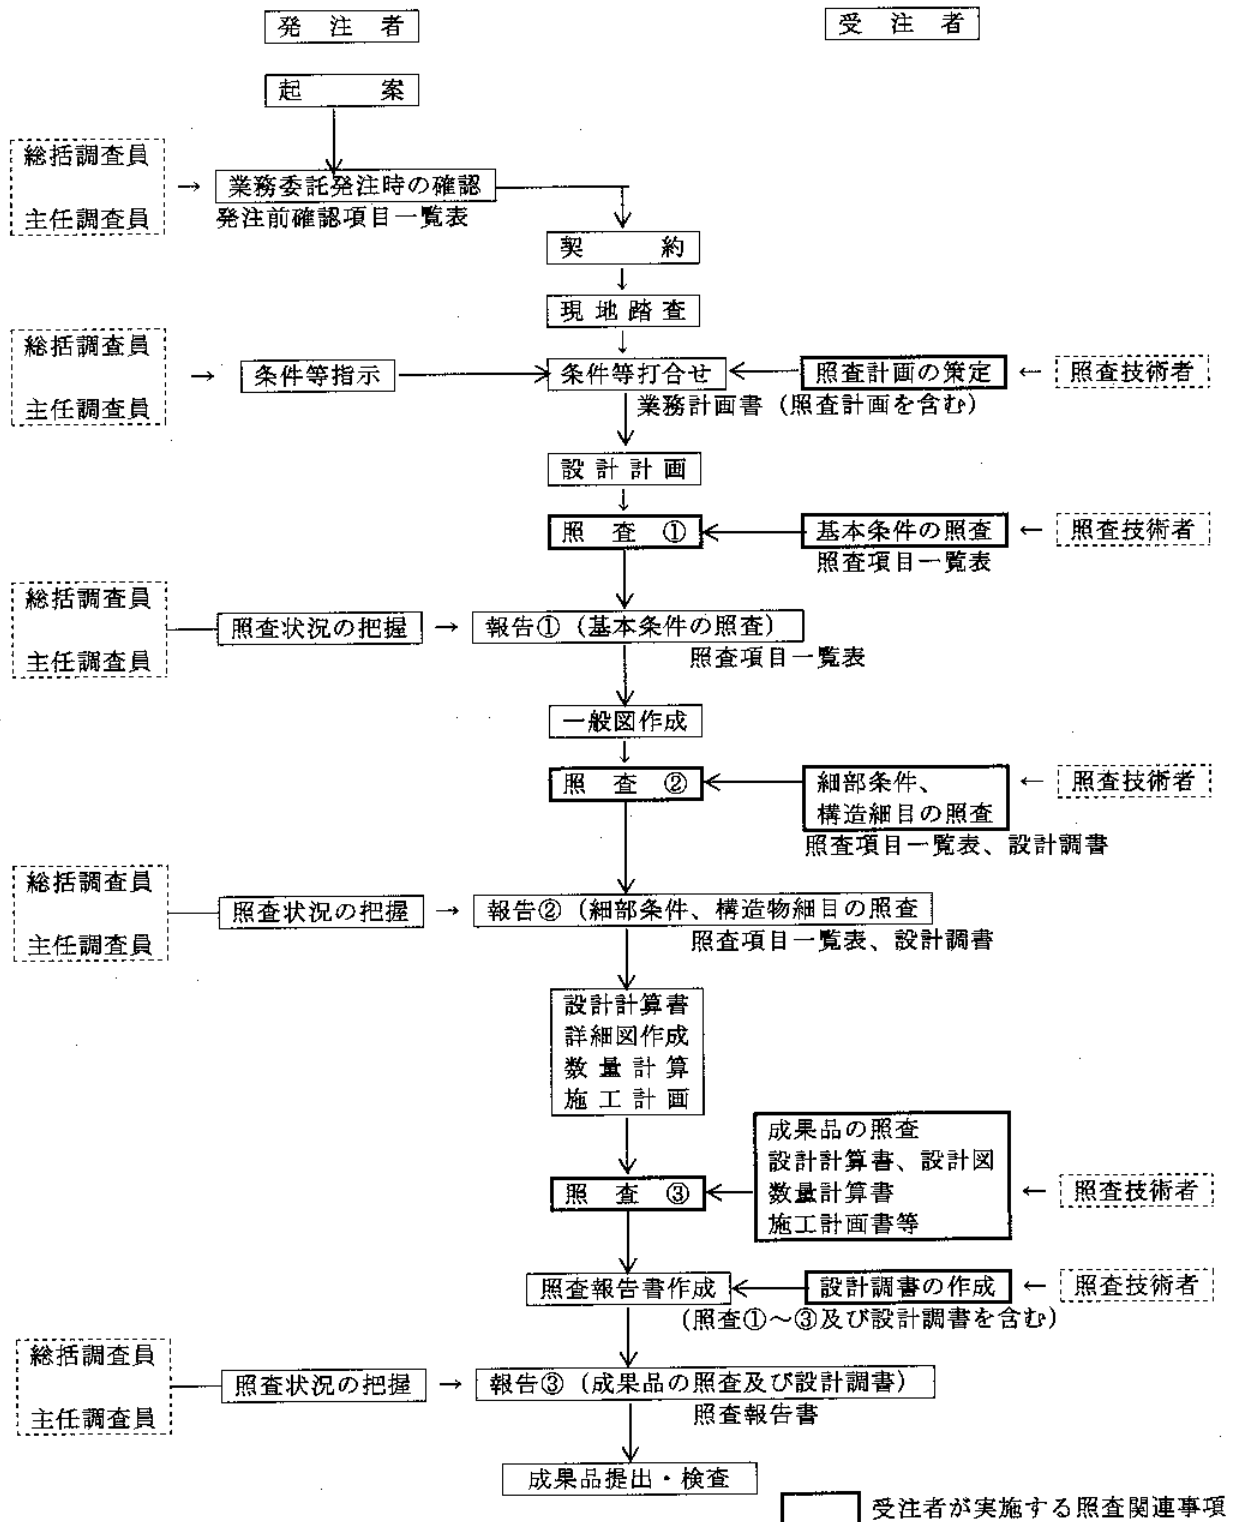 発注者
受注者
起案
総括調査員
主任調査員
→
業務委託発注時の確認
発注前確認項目一覧表
契約
現地踏査
総括調査員
主任調査員
→
条件等指示
条件等打合せ
照査計画の策定
←
照査技術者
業務計画書（照査計画を含む）
設計計画
照査①
基本条件の照査
←
照査技術者
照査項目一覧表
総括調査員
主任調査員
照査状況の把握
→
報告①（基本条件の照査）
照査項目一覧表
一般図作成
照査②
細部条件、
構造細目の照査
←
照査技術者
照査項目一覧表、設計調書
総括調査員
主任調査員
照査状況の把握
→
報告②（細部条件、構造物細目の照査
照査項目一覧表、設計調書
設計計算書
詳細図作成
数量計算
施工計画
成果品の照査
設計計算書、設計図
数量計算書
施工計画書等
照査③
←
照査技術者
照査報告書作成
設計調書の作成
←
照査技術者
（照査①～③及び設計調書を含む）
総括調査員
主任調査員
照査状況の把握
→
報告③（成果品の照査及び設計調書）
照査報告書
成果品提出・検査
受注者が実施する照査関連事項